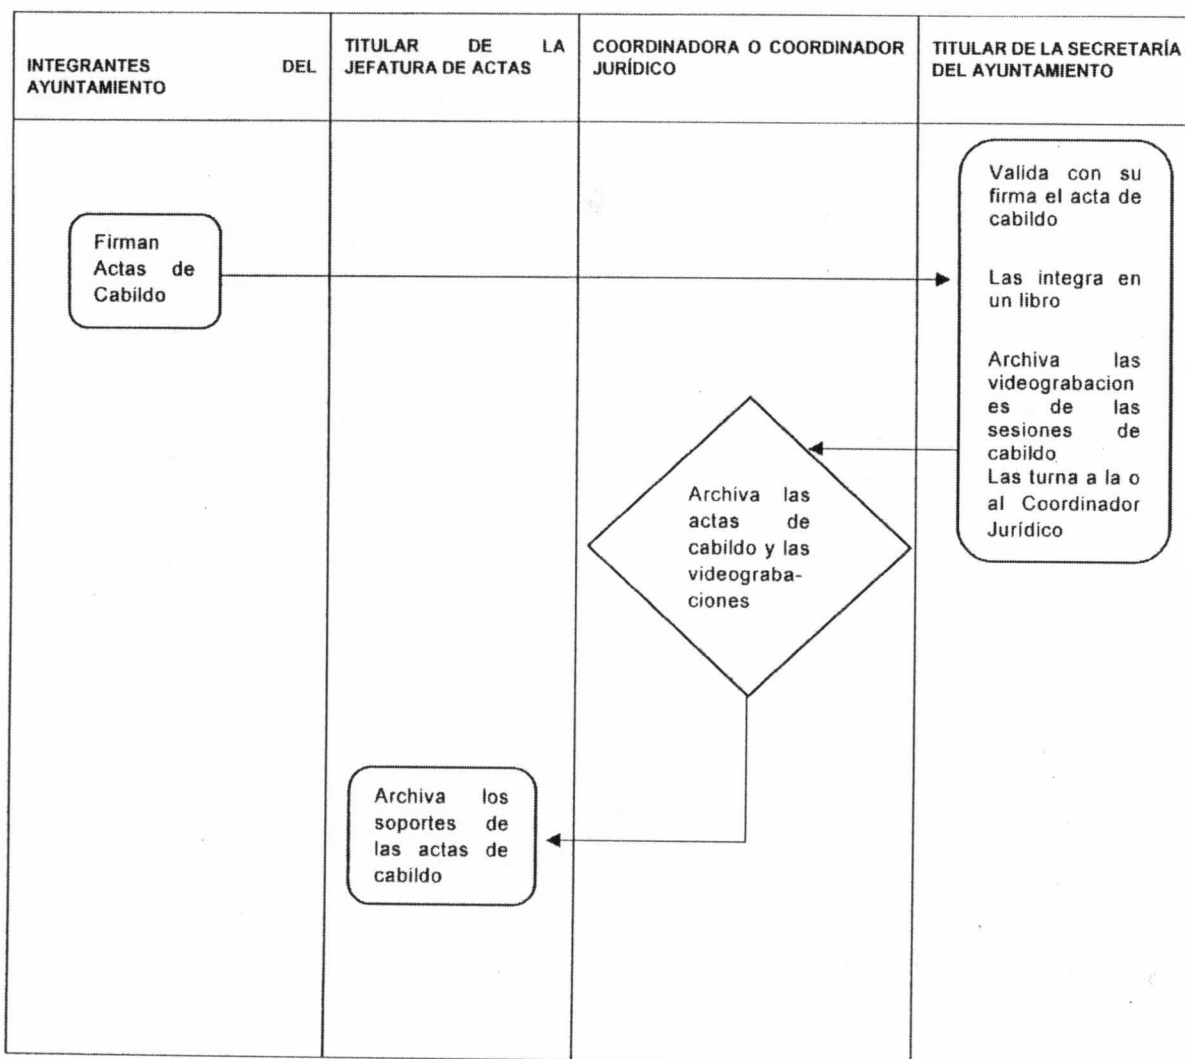 INTEGRANTES DEL
AYUNTAMIENTO
TITULAR DE LA
JEFATURA DE ACTAS
COORDINADORA O COORDINADOR
JURÍDICO
TITULAR DE LA SECRETARÍA
DEL AYUNTAMIENTO
Firman
Actas de
Cabildo
Valida con su
firma el acta de
cabildo
Las integra en
un libro
Archiva las
videograbacion
es de las
sesiones de
cabildo
Las turna a la o
al Coordinador
Jurídico
Archiva las
actas de
cabildo y las
videograba-
ciones
Archiva los
soportes de
las actas de
cabildo